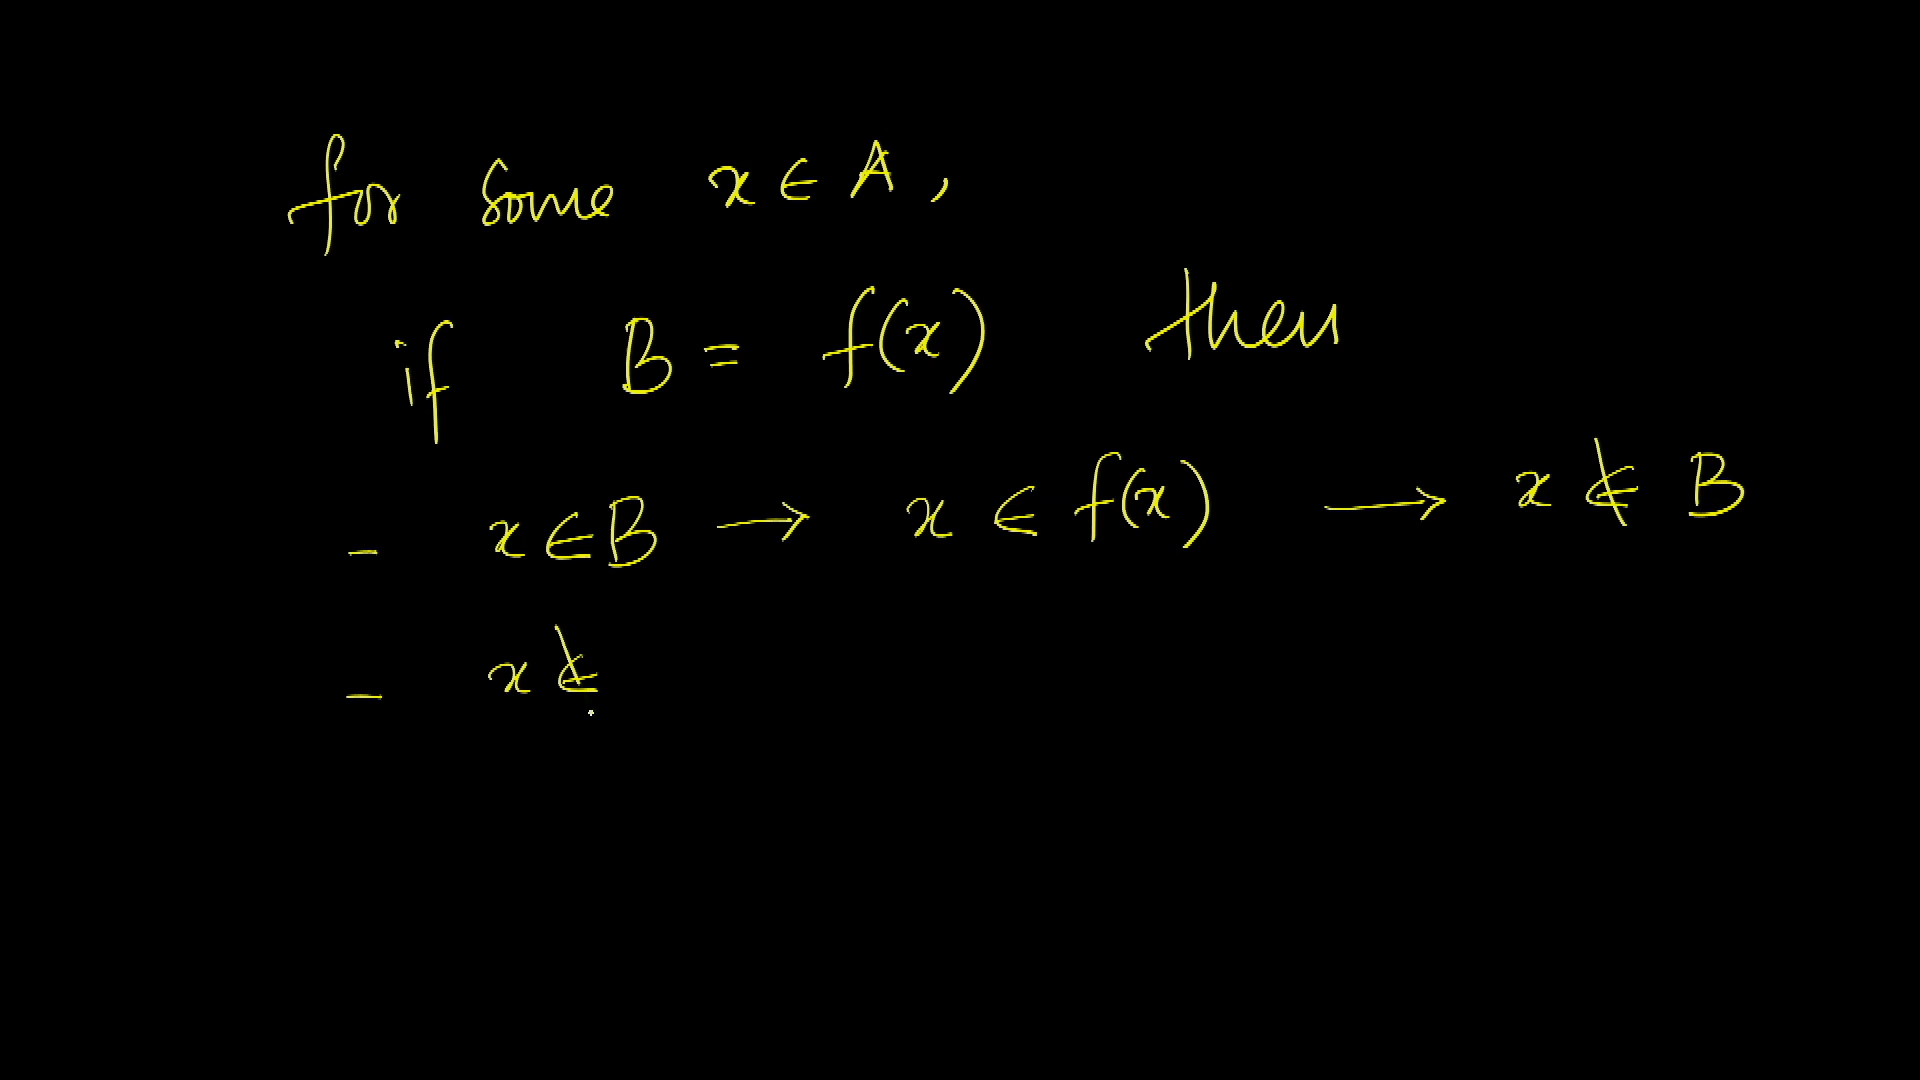 for some x ∈ A,
if B = f(x) then
- x ∈ B → x ∈ f(x) → x ∉ B
- x ∉